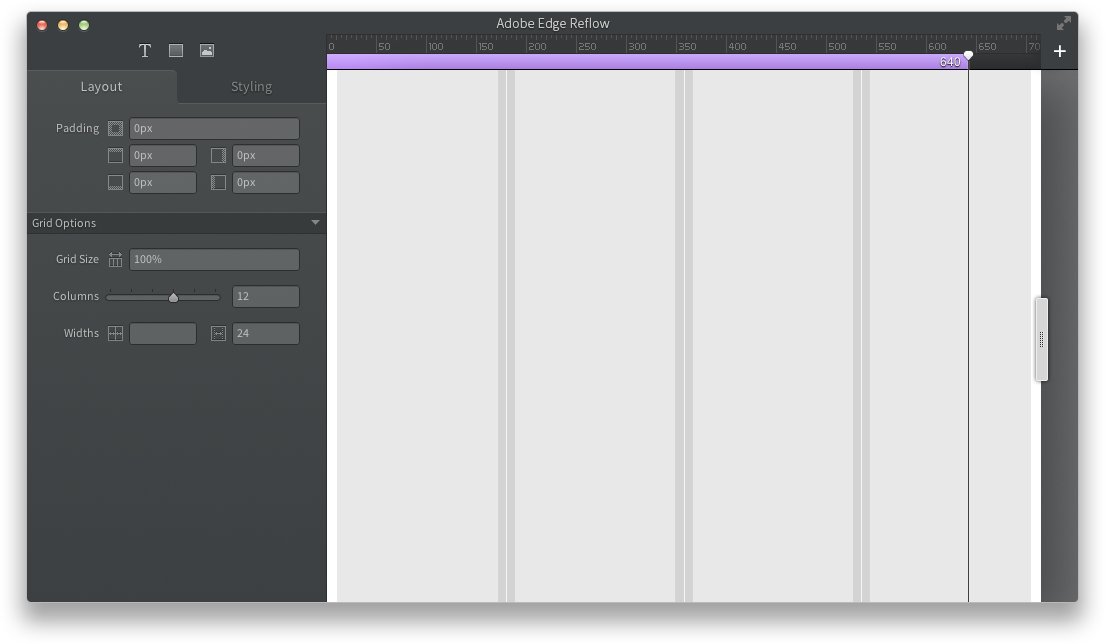 Adobe Edge Reflow
T
0 50 100 150 200 250 300 350 400 450 500 550 600 650 70
640
+
Layout Styling
Padding 0px
0px 0px
0px 0px
Grid Options
Grid Size 100%
Columns 12
Widths 24